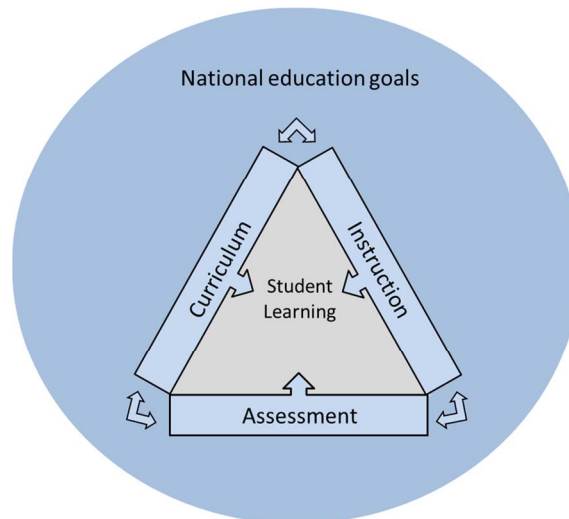 National education goals
Curriculum
Instruction
Student
Learning
Assessment